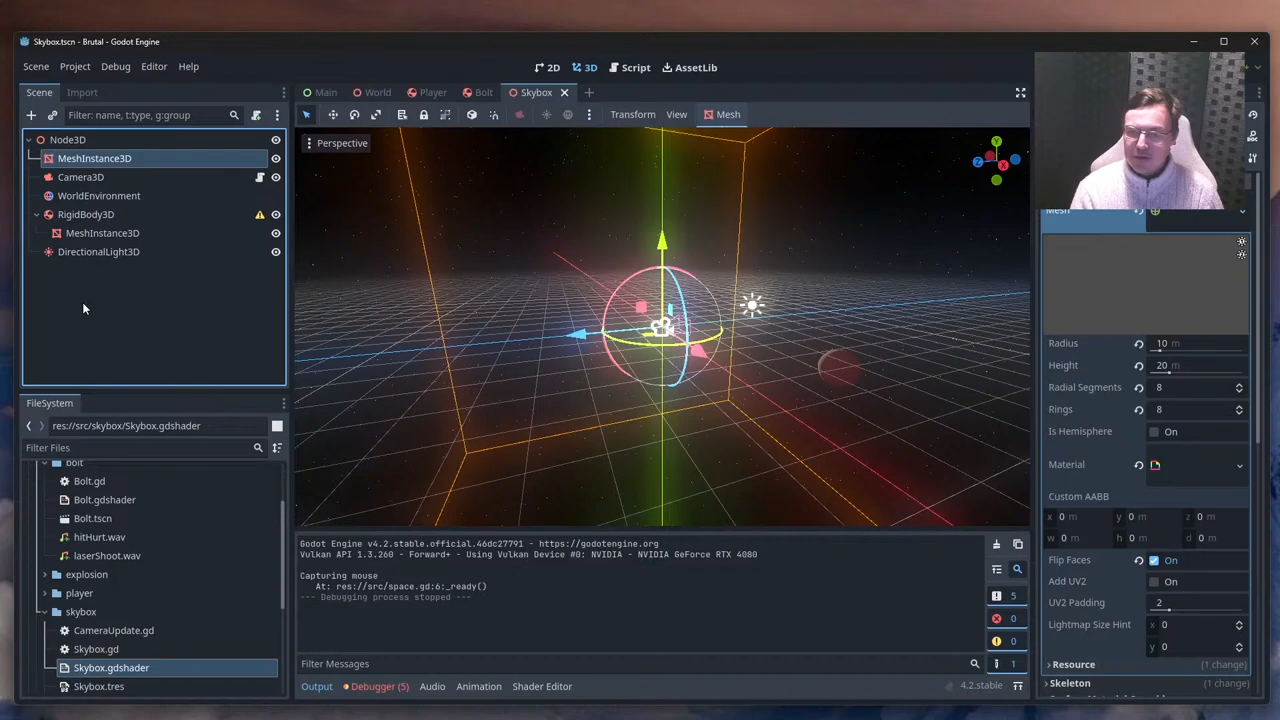 Skybox.tscn - Brutal - Godot Engine
Scene Project Debug Editor Help
2D 3D Script AssetLib
Scene Import
Main World Player Bolt Skybox
Filter: name, t:type, g:group
Transform View Mesh
Perspective
Y
Z
X
Node3D
MeshInstance3D
Camera3D
WorldEnvironment
RigidBody3D
MeshInstance3D
DirectionalLight3D
FileSystem
res://src/skybox/Skybox.gdshader
Filter Files
bolt
Bolt.gd
Bolt.gdshader
Bolt.tscn
hitHurt.wav
laserShoot.wav
explosion
player
skybox
CameraUpdate.gd
Skybox.gd
Skybox.gdshader
Skybox.tres
Godot Engine v4.2.stable.official.46dc27791 - https://godotengine.org
Vulkan API 1.3.260 - Forward+ - Using Vulkan Device #0: NVIDIA - NVIDIA GeForce RTX 4080
Capturing mouse
At: res://src/space.gd:6:_ready()
--- Debugging process stopped ---
5
0
0
1
Filter Messages
Output Debugger (5) Audio Animation Shader Editor 4.2.stable
Mesh
Radius 10 m
Height 20 m
Radial Segments 8
Rings 8
Is Hemisphere On
Material
Custom AABB
x 0 m y 0 m z 0 m
w 0 m h 0 m d 0 m
Flip Faces On
Add UV2 On
UV2 Padding 2
Lightmap Size Hint x 0
y 0
Resource (1 change)
Skeleton (1 change)